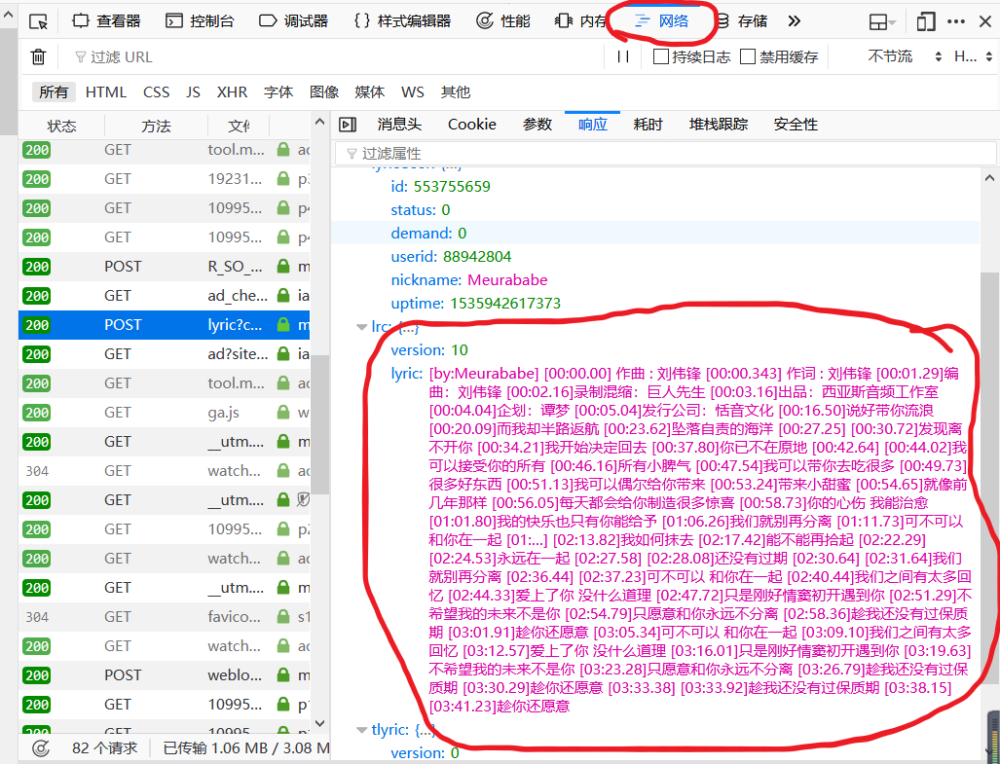 查看器 控制台 调试器 {} 样式编辑器 性能 内存 网络 存储
过滤 URL 持续日志 禁用缓存 不节流 H...
所有 HTML CSS JS XHR 字体 图像 媒体 WS 其他
状态 方法 文件 消息头 Cookie 参数 响应 耗时 堆栈跟踪 安全性
过滤属性
200 GET tool.m... ac
200 GET 19231... p3
200 GET 10995... p4
200 GET 10995... p4
200 POST R_SO_... m
200 GET ad_che... ia
200 POST lyric?c... m
200 GET ad?site... ia
200 GET tool.m... ac
200 GET ga.js w
200 GET __utm.... m
304 GET watch... ac
200 GET __utm....
200 GET 10995... p2
200 GET watch... ac
200 GET __utm.... m
304 GET favico... s1
200 GET watch... ac
200 POST weblo... m
200 GET 10995... p1
200 GET 10995...
82 个请求 已传输 1.06 MB / 3.08 M
id: 553755659
status: 0
demand: 0
userid: 88942804
nickname: Meurababe
uptime: 1535942617373
lrc: {...}
version: 10
lyric: [by:Meurababe] [00:00.00] 作曲 : 刘伟锋 [00:00.343] 作词 : 刘伟锋 [00:01.29]编
曲：刘伟锋 [00:02.16]录制混缩：巨人先生 [00:03.16]出品：西亚斯音频工作室
[00:04.04]企划：谭梦 [00:05.04]发行公司：恬音文化 [00:16.50]说好带你流浪
[00:20.09]而我却半路返航 [00:23.62]坠落自责的海洋 [00:27.25] [00:30.72]发现离
不开你 [00:34.21]我开始决定回去 [00:37.80]你已不在原地 [00:42.64] [00:44.02]我
可以接受你的所有 [00:46.16]所有小脾气 [00:47.54]我可以带你去吃很多 [00:49.73]
很多好东西 [00:51.13]我可以偶尔给你带来 [00:53.24]带来小甜蜜 [00:54.65]就像前
几年那样 [00:56.05]每天都会给你制造很多惊喜 [00:58.73]你的心伤 我能治愈
[01:01.80]我的快乐也只有你能给予 [01:06.26]我们就别再分离 [01:11.73]可不可以
和你在一起 [01:...] [02:13.82]我如何抹去 [02:17.42]能不能再拾起 [02:22.29]
[02:24.53]永远在一起 [02:27.58] [02:28.08]还没有过期 [02:30.64] [02:31.64]我们
就别再分离 [02:36.44] [02:37.23]可不可以 和你在一起 [02:40.44]我们之间有太多回
忆 [02:44.33]爱上了你 没什么道理 [02:47.72]只是刚好情窦初开遇到你 [02:51.29]不
希望我的未来不是你 [02:54.79]只愿意和你永远不分离 [02:58.36]趁我还没有过保质
期 [03:01.91]趁你还愿意 [03:05.34]可不可以 和你在一起 [03:09.10]我们之间有太多
回忆 [03:12.57]爱上了你 没什么道理 [03:16.01]只是刚好情窦初开遇到你 [03:19.63]
不希望我的未来不是你 [03:23.28]只愿意和你永远不分离 [03:26.79]趁我还没有过保
质期 [03:30.29]趁你还愿意 [03:33.38] [03:33.92]趁我还没有过保质期 [03:38.15]
[03:41.23]趁你还愿意
tlyric: {...}
version: 0